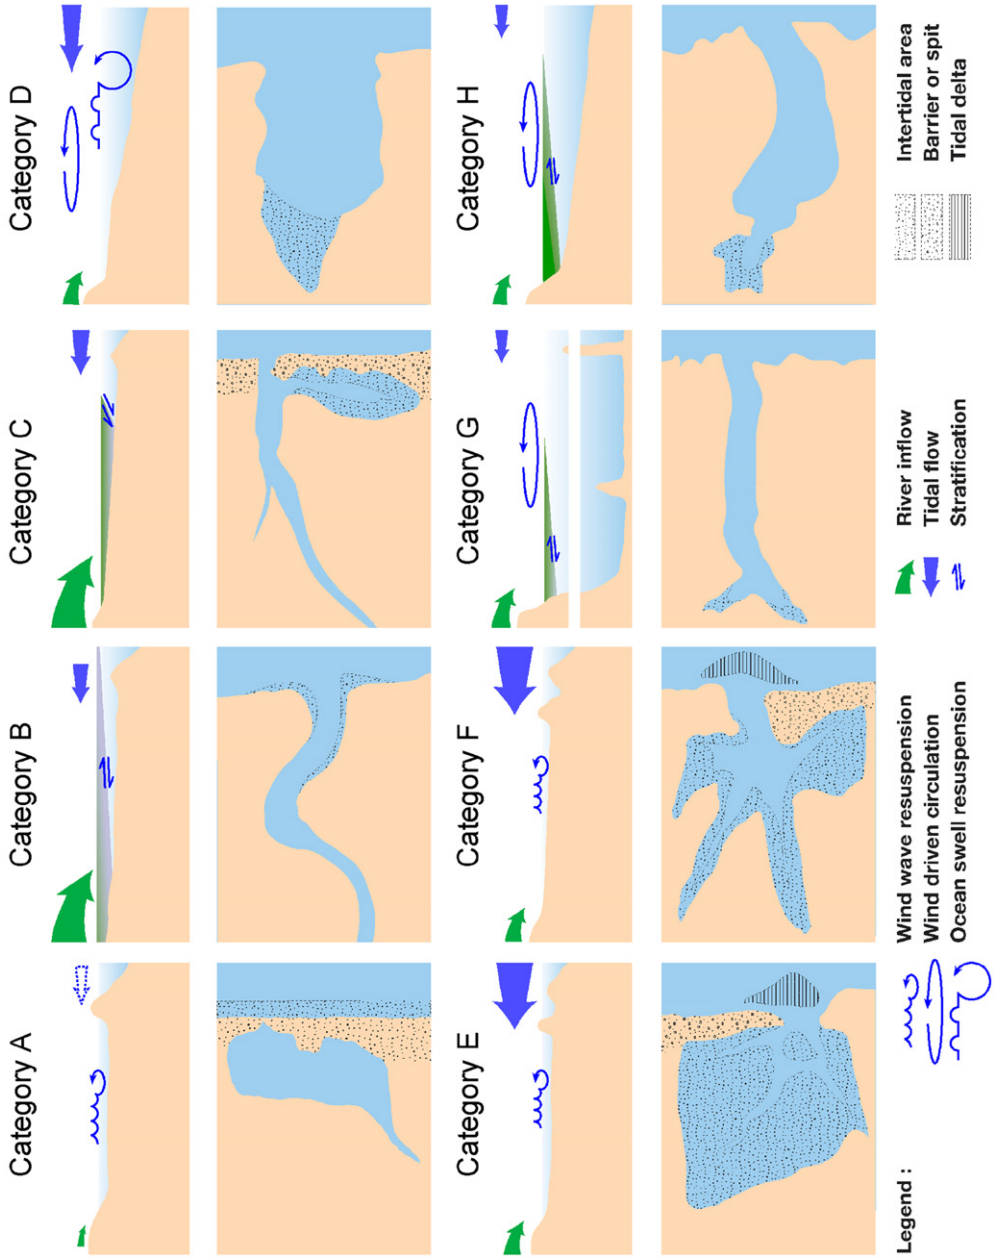 Category A
Category B
Category C
Category D
Category E
Category F
Category G
Category H
Legend :
Wind wave resuspension
Wind driven circulation
Ocean swell resuspension
River inflow
Tidal flow
Stratification
Intertidal area
Barrier or spit
Tidal delta